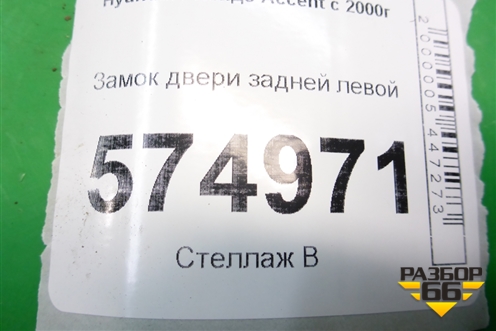 Accent с 2000г
Замок двери задней левой
574971
Стеллаж В
2000005447273
РАЗБОР
66